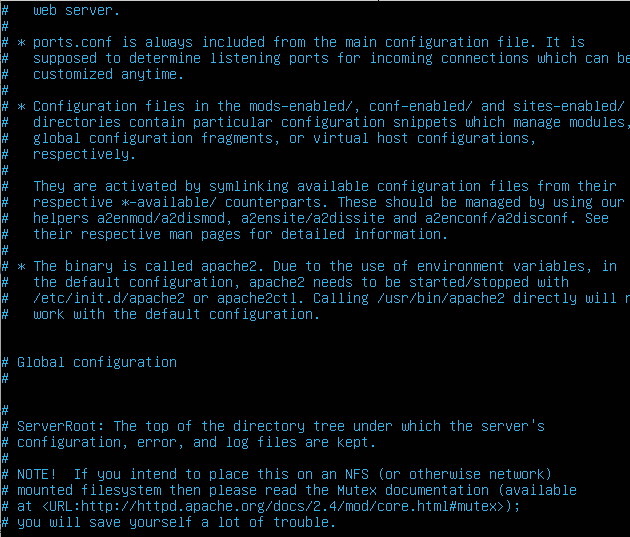 #   web server.
#
# * ports.conf is always included from the main configuration file. It is
#   supposed to determine listening ports for incoming connections which can be
#   customized anytime.
#
# * Configuration files in the mods-enabled/, conf-enabled/ and sites-enabled/
#   directories contain particular configuration snippets which manage modules,
#   global configuration fragments, or virtual host configurations,
#   respectively.
#
#   They are activated by symlinking available configuration files from their
#   respective *-available/ counterparts. These should be managed by using our
#   helpers a2enmod/a2dismod, a2ensite/a2dissite and a2enconf/a2disconf. See
#   their respective man pages for detailed information.
#
# * The binary is called apache2. Due to the use of environment variables, in
#   the default configuration, apache2 needs to be started/stopped with
#   /etc/init.d/apache2 or apache2ctl. Calling /usr/bin/apache2 directly will
#   work with the default configuration.
# Global configuration
#
#
# ServerRoot: The top of the directory tree under which the server's
# configuration, error, and log files are kept.
#
# NOTE!  If you intend to place this on an NFS (or otherwise network)
# mounted filesystem then please read the Mutex documentation (available
# at <URL:http://httpd.apache.org/docs/2.4/mod/core.html#mutex>);
# you will save yourself a lot of trouble.